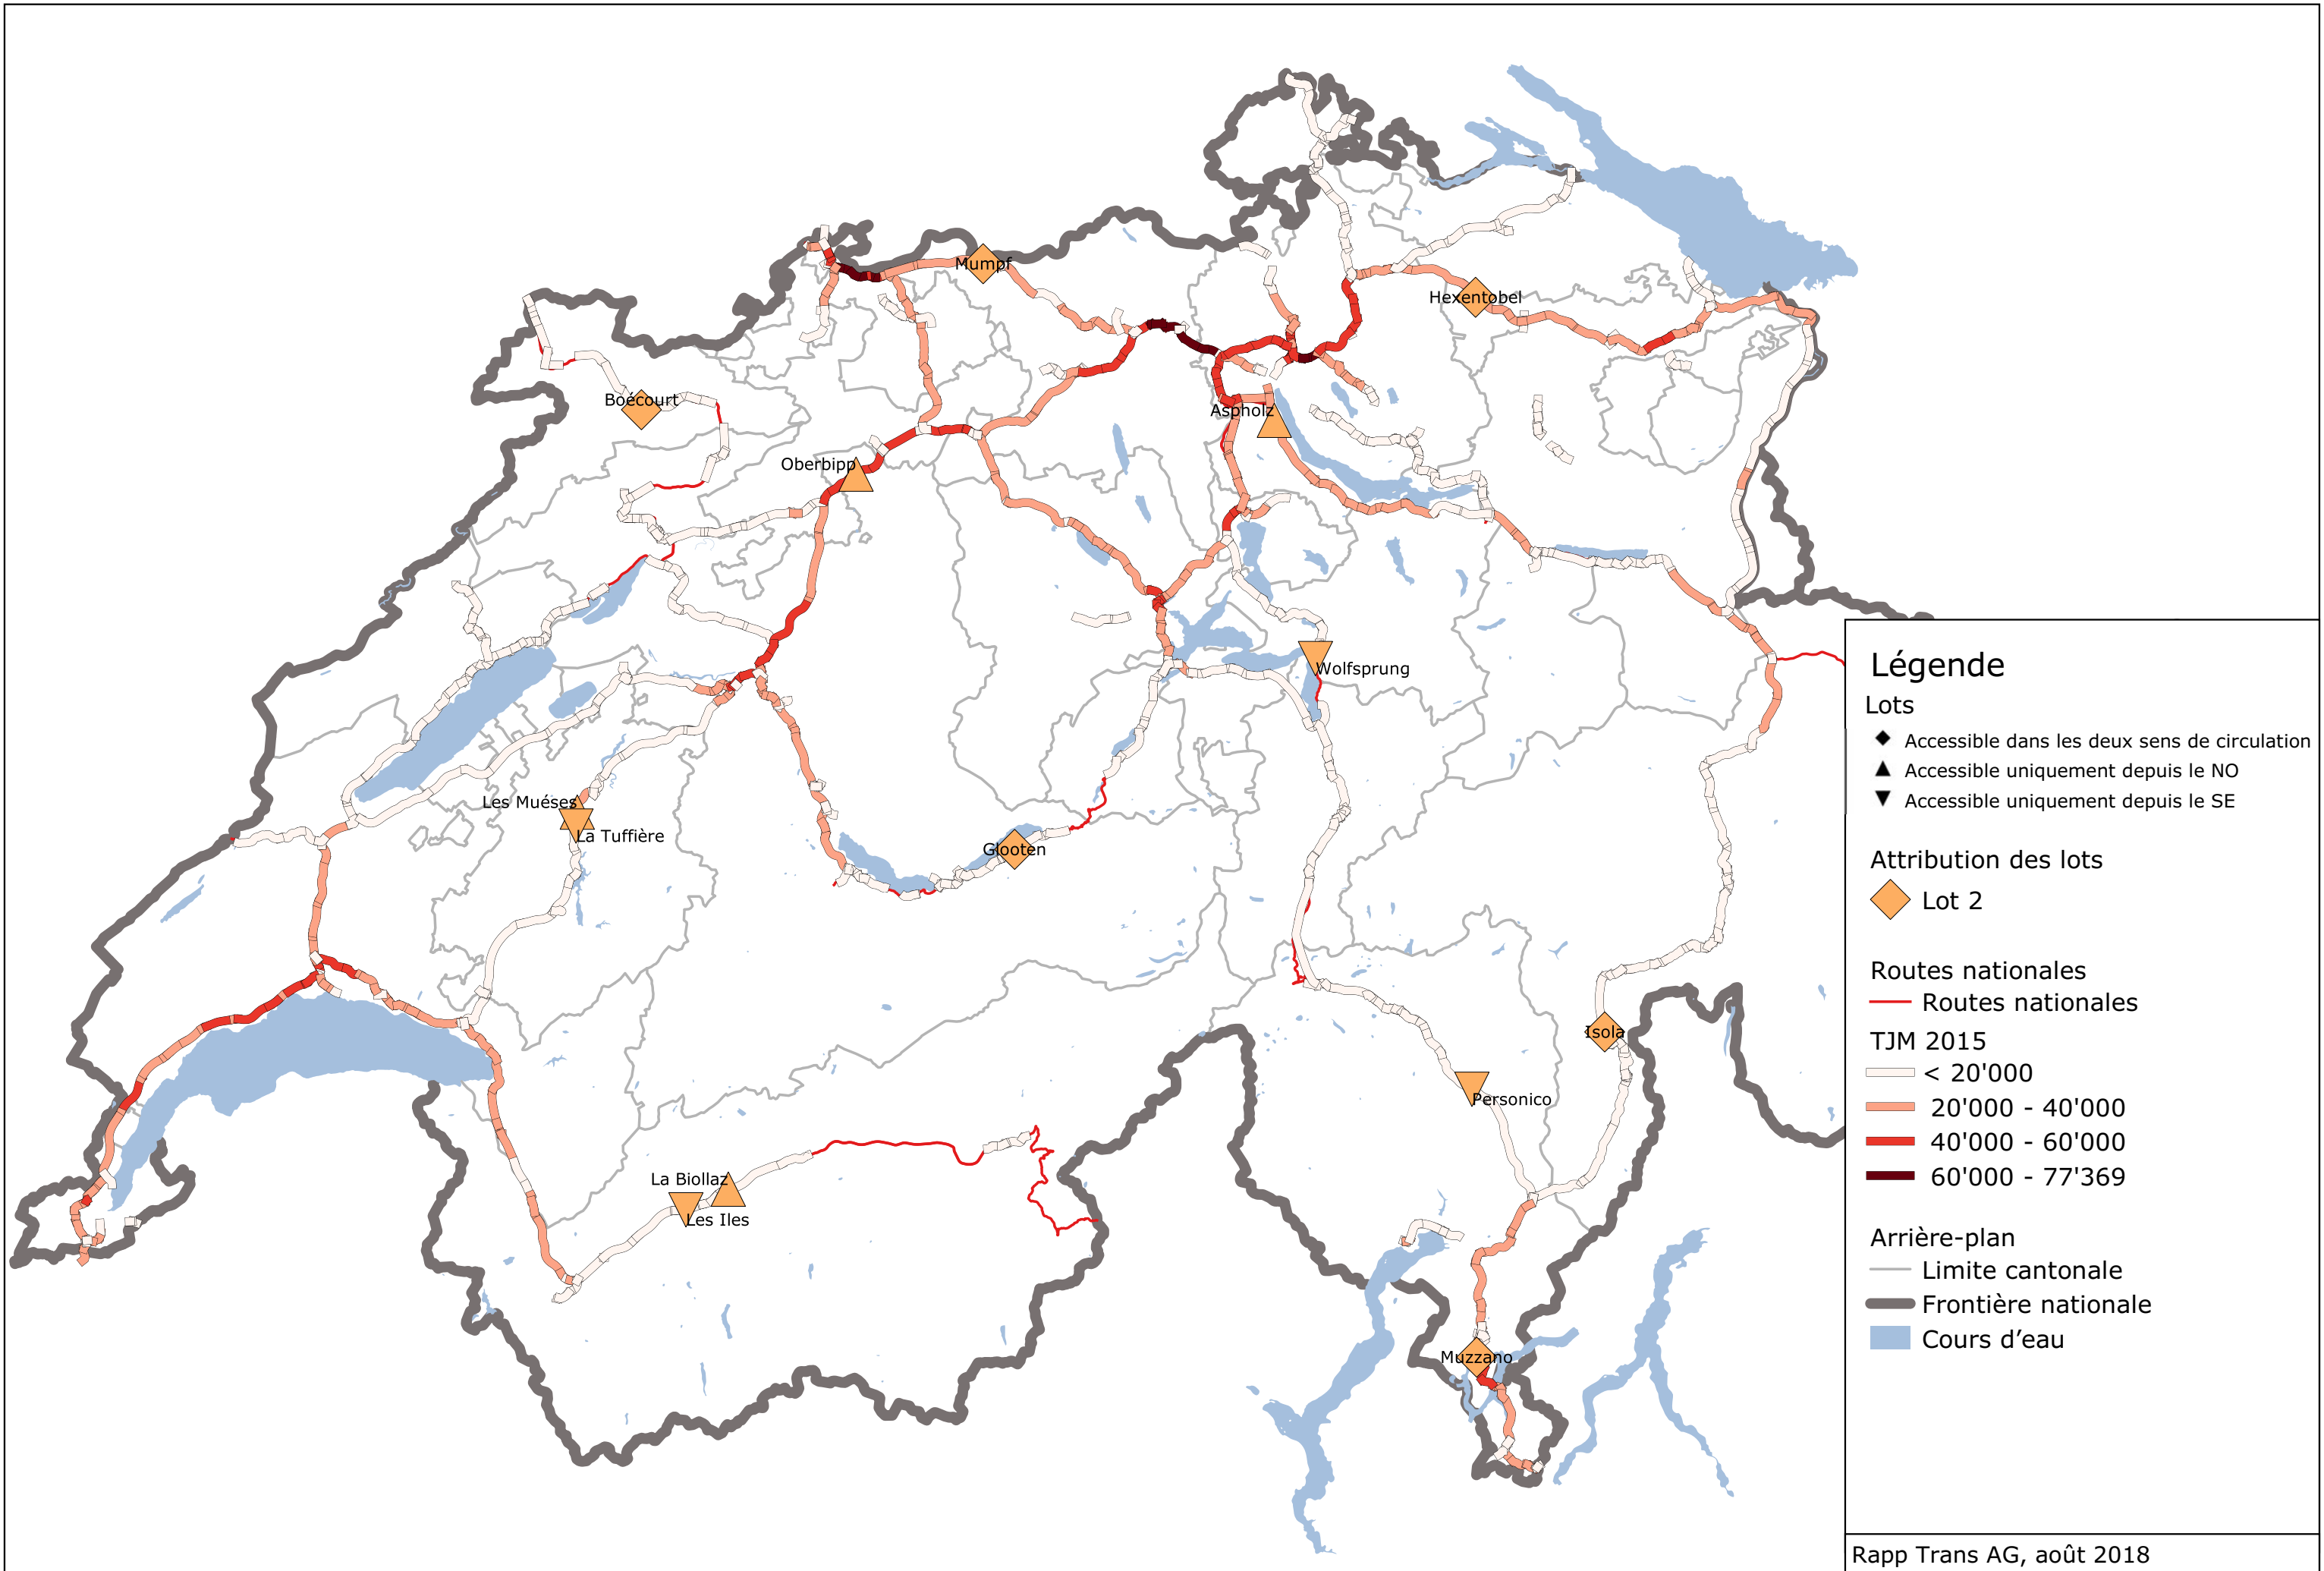 Mumpf
Hexentobel
Boécourt
Aspholz
Oberbipp
Wolfsprung
Les Muéses
La Tuffière
Glooten
Isola
Personico
La Biollaz
Les Iles
Muzzano
Légende
Lots
Accessible dans les deux sens de circulation
Accessible uniquement depuis le NO
Accessible uniquement depuis le SE
Attribution des lots
Lot 2
Routes nationales
Routes nationales
TJM 2015
< 20'000
20'000 - 40'000
40'000 - 60'000
60'000 - 77'369
Arrière-plan
Limite cantonale
Frontière nationale
Cours d’eau
Rapp Trans AG, août 2018